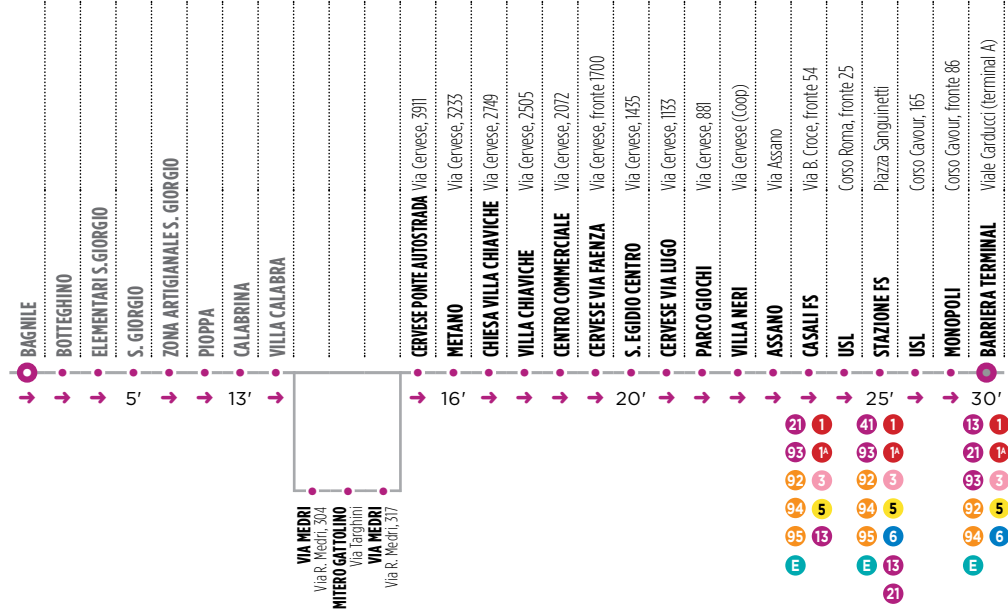 BAGNILE
BOTTEGHINO
ELEMENTARI S.GIORGIO
S. GIORGIO
ZONA ARTIGIANALE S. GIORGIO
PIOPPA
CALABRINA
VILLA CALABRA
CERVESE PONTE AUTOSTRADA Via Cervese, 3911
METANO Via Cervese, 3233
CHIESA VILLA CHIAVICHE Via Cervese, 2749
VILLA CHIAVICHE Via Cervese, 2505
CENTRO COMMERCIALE Via Cervese, 2072
CERVESE VIA FAENZA Via Cervese, fronte 1700
S. EGIDIO CENTRO Via Cervese, 1435
CERVESE VIA LUGO Via Cervese, 1133
PARCO GIOCHI Via Cervese, 881
VILLA NERI Via Cervese (Coop)
ASSANO Via Assano
CASALI FS Via B. Croce, fronte 54
USL Corso Roma, fronte 25
STAZIONE FS Piazza Sanguinetti
USL Corso Cavour, 165
MONOPOLI Corso Cavour, fronte 86
BARRIERA TERMINAL Viale Carducci (terminal A)
→ → → 5' → → 13' → → 16' → → → → 20' → → → → → → 25' → → 30'
21 1 41 1 13 1
93 1A 93 1A 21 1A
92 3 92 3 93 3
94 5 94 5 92 5
95 13 95 6 94 6
E E 13 E
21
VIA MEDRI
Via R. Medri, 304
MITERO GATTOLINO
Via Targhini
VIA MEDRI
Via R. Medri, 317